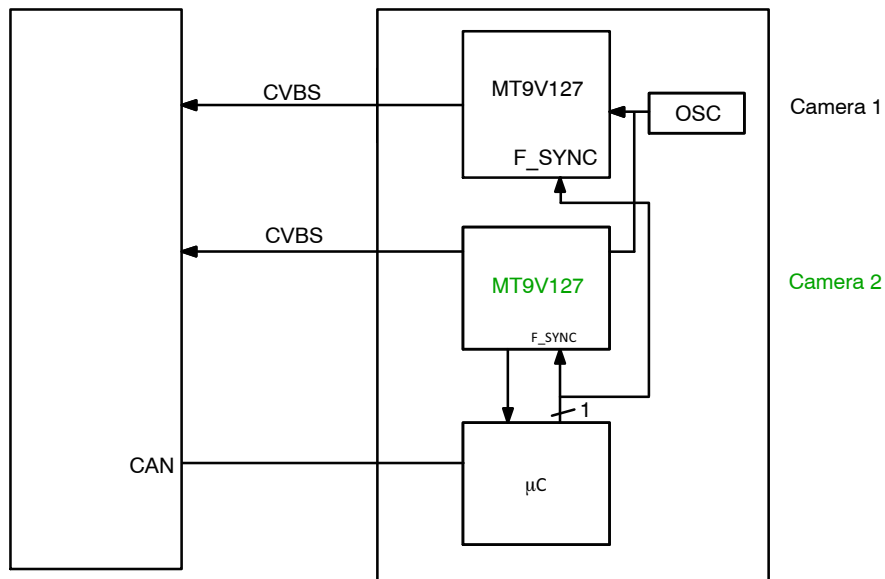 MT9V127
CVBS
OSC
Camera 1
F_SYNC
CVBS
MT9V127
Camera 2
F_SYNC
1
CAN
µC